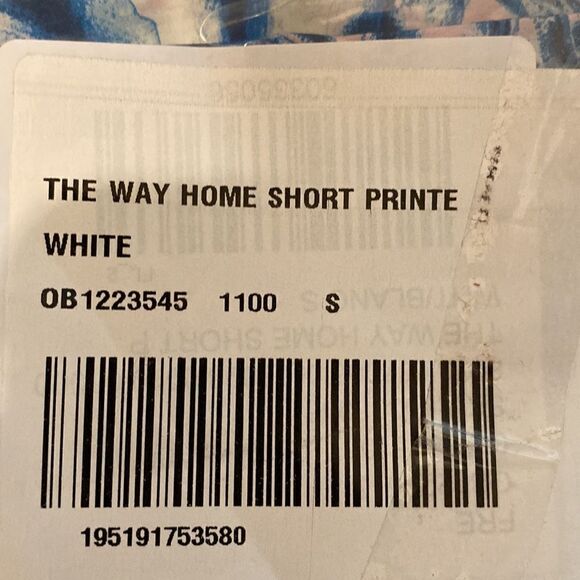 THE WAY HOME SHORT PRINTE
WHITE
OB1223545 1100 S
195191753580